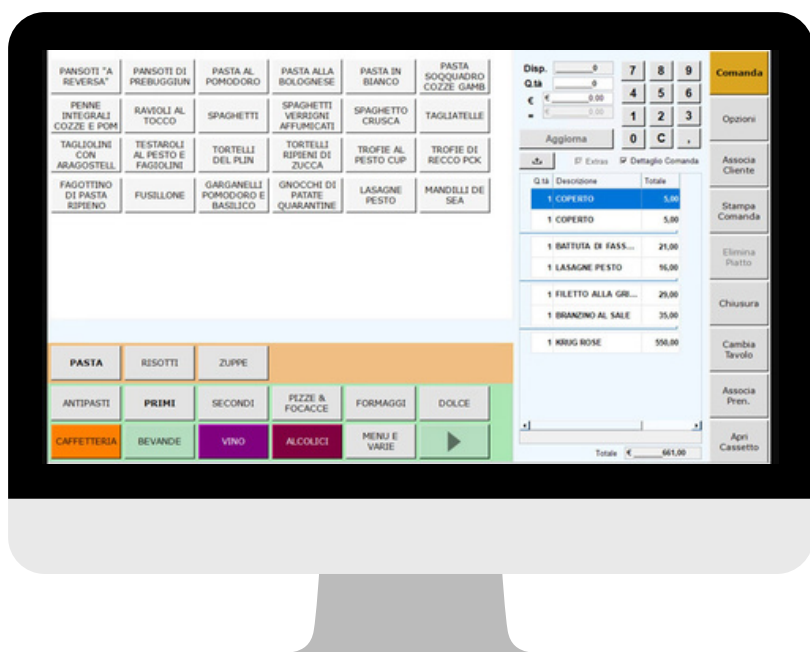 PANSOTI "A
REVERSA"
PANSOTI DI
PREBUGGIUN
PASTA AL
POMODORO
PASTA ALLA
BOLOGNESE
PASTA IN
BIANCO
PASTA
SOQQUADRO
COZZE GAMB
PENNE
INTEGRALI
COZZE E POM
RAVIOLI AL
TOCCO
SPAGHETTI
SPAGHETTI
VERRIGNI
AFFUMICATI
SPAGHETTO
CRUSCA
TAGLIATELLE
TAGLIOLINI
CON
ARAGOSTELL
TESTAROLI
AL PESTO E
FAGIOLINI
TORTELLI
DEL PLIN
TORTELLI
RIPIENI DI
ZUCCA
TROFIE AL
PESTO CUP
TROFIE DI
RECCO PCK
FAGOTTINO
DI PASTA
RIPIENO
FUSILLONE
GARGANELLI
POMODORO E
BASILICO
GNOCCHI DI
PATATE
QUARANTINE
LASAGNE
PESTO
MANDILLI DE
SEA
PASTA
RISOTTI
ZUPPE
ANTIPASTI
PRIMI
SECONDI
PIZZE &
FOCACCE
FORMAGGI
DOLCE
CAFFETTERIA
BEVANDE
VINO
ALCOLICI
MENU E
VARIE
Disp. 0
Q.tà 0
€ € 0.00
= € 0.00
Aggiorna
7 8 9
4 5 6
1 2 3
0 C ,
Extras
Dettaglio Comanda
Q.tà Descrizione Totale
1 COPERTO 5,00
1 COPERTO 5,00
1 BATTUTA DI FASS... 21,00
1 LASAGNE PESTO 16,00
1 FILETTO ALLA GRI... 29,00
1 BRANZINO AL SALE 35,00
1 KRUG ROSE 550,00
Totale € 661,00
Comanda
Opzioni
Associa
Cliente
Stampa
Comanda
Elimina
Piatto
Chiusura
Cambia
Tavolo
Associa
Pren.
Apri
Cassetto